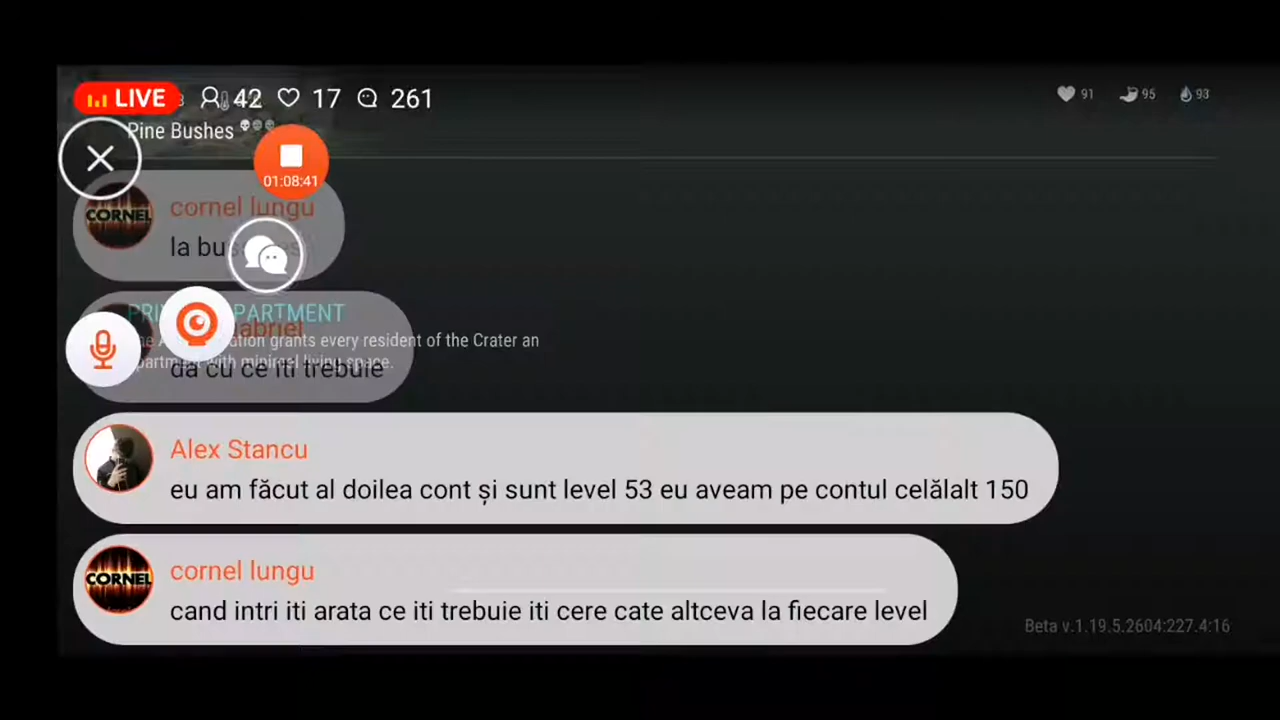 LIVE 42 17 261
91 95 93
Pine Bushes
01:08:41
CORNEL
cornel lungu
la bu
PARTMENT
abriel
ation grants every resident of the Crater an
with minimal living space.
da cu ce iti trebuie
Alex Stancu
eu am făcut al doilea cont și sunt level 53 eu aveam pe contul celălalt 150
CORNEL
cornel lungu
cand intri iti arata ce iti trebuie iti cere cate altceva la fiecare level
Beta v.1.19.5.2604:227.4:16